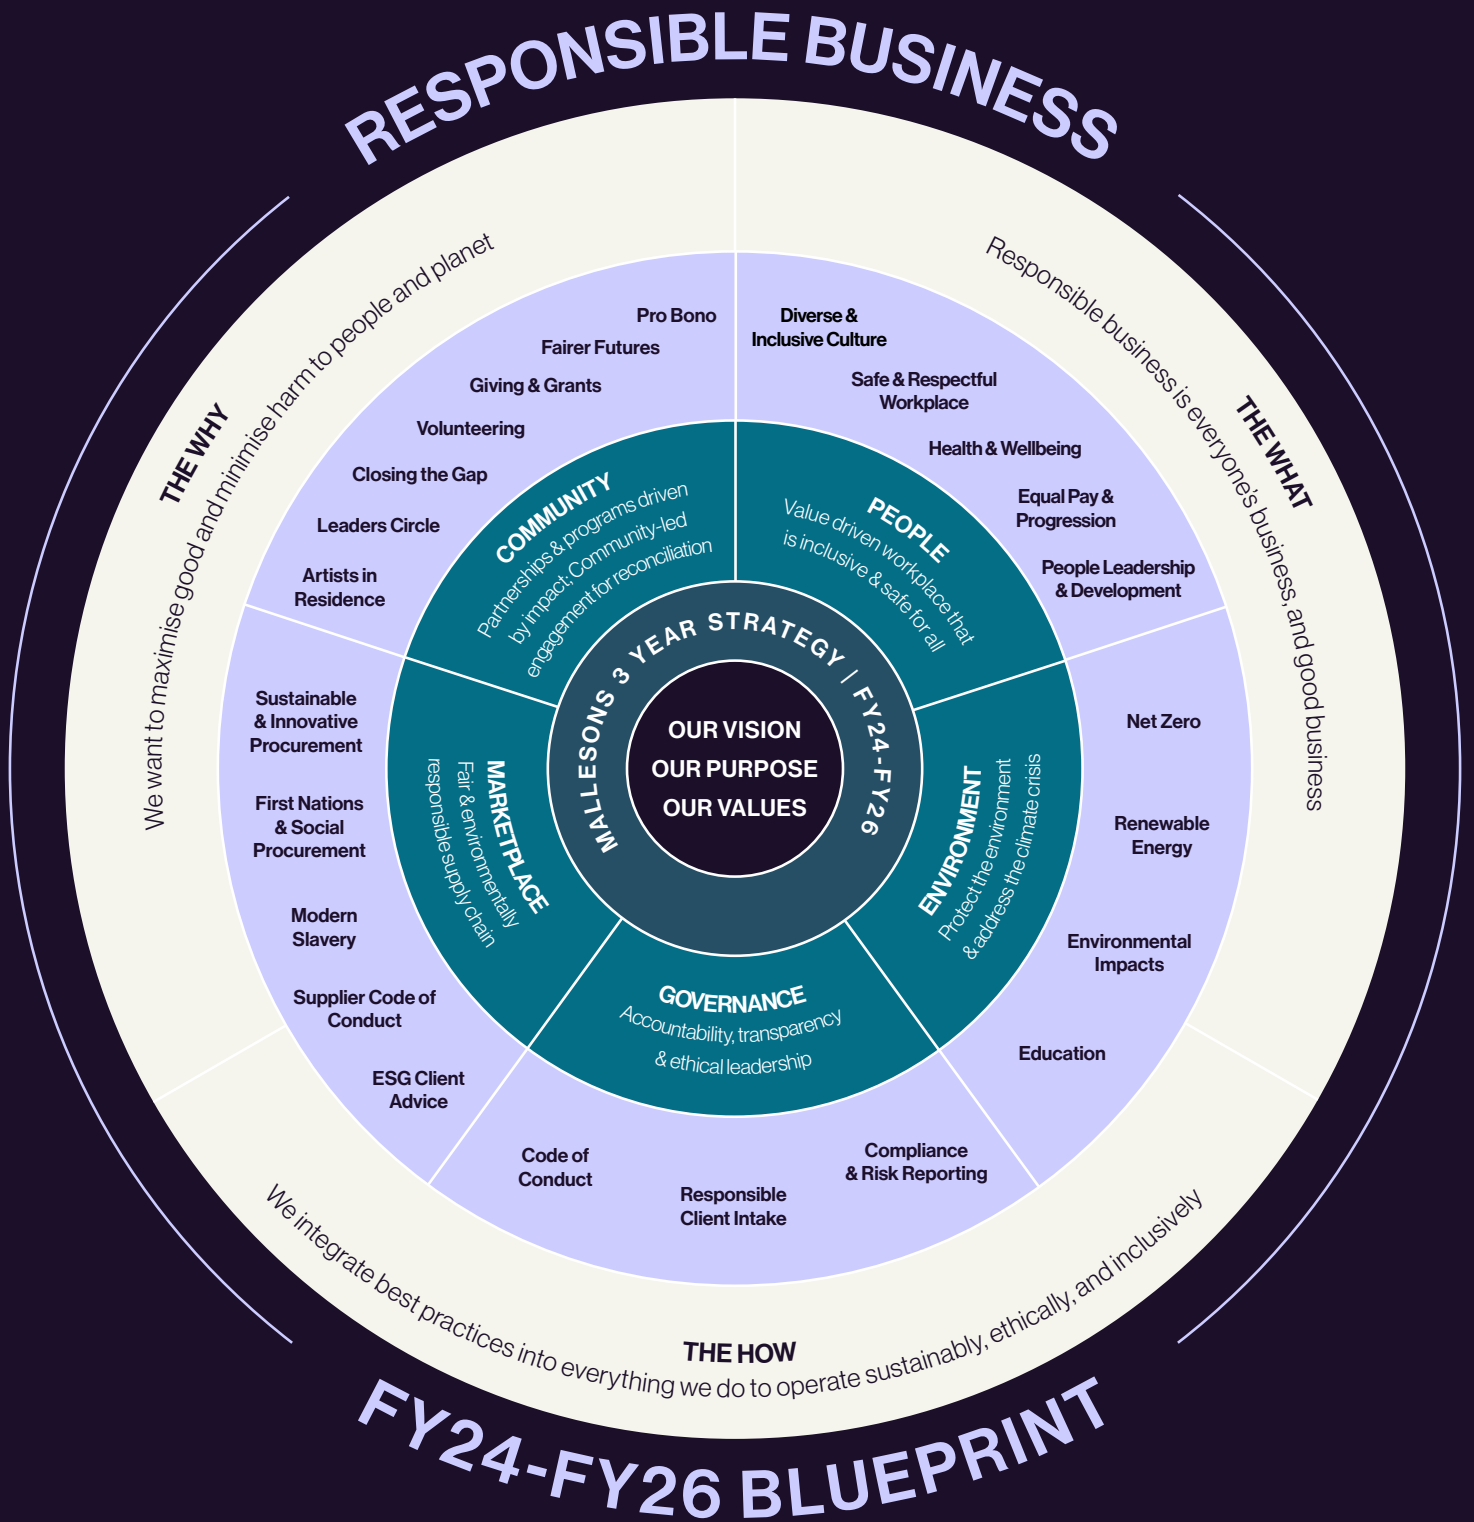 RESPONSIBLE BUSINESS
THE WHY
We want to maximise good and minimise harm to people and planet
THE WHAT
Responsible business is everyone's business, and good business
THE HOW
We integrate best practices into everything we do to operate sustainably, ethically, and inclusively
Pro Bono
Fairer Futures
Giving & Grants
Volunteering
Closing the Gap
Leaders Circle
Artists in
Residence
COMMUNITY
Partnerships & programs driven
by impact; Community-led
engagement for reconciliation
Diverse &
Inclusive Culture
Safe & Respectful
Workplace
Health & Wellbeing
Equal Pay &
Progression
People Leadership
& Development
PEOPLE
Value driven workplace that
is inclusive & safe for all
Net Zero
Renewable
Energy
Environmental
Impacts
Education
ENVIRONMENT
Protect the environment
& address the climate crisis
Compliance
& Risk Reporting
Responsible
Client Intake
Code of
Conduct
GOVERNANCE
Accountability, transparency
& ethical leadership
Sustainable
& Innovative
Procurement
First Nations
& Social
Procurement
Modern
Slavery
Supplier Code of
Conduct
ESG Client
Advice
MARKETPLACE
Fair & environmentally
responsible supply chain
MALLESONS 3 YEAR STRATEGY | FY24-FY26
OUR VISION
OUR PURPOSE
OUR VALUES
FY24-FY26 BLUEPRINT